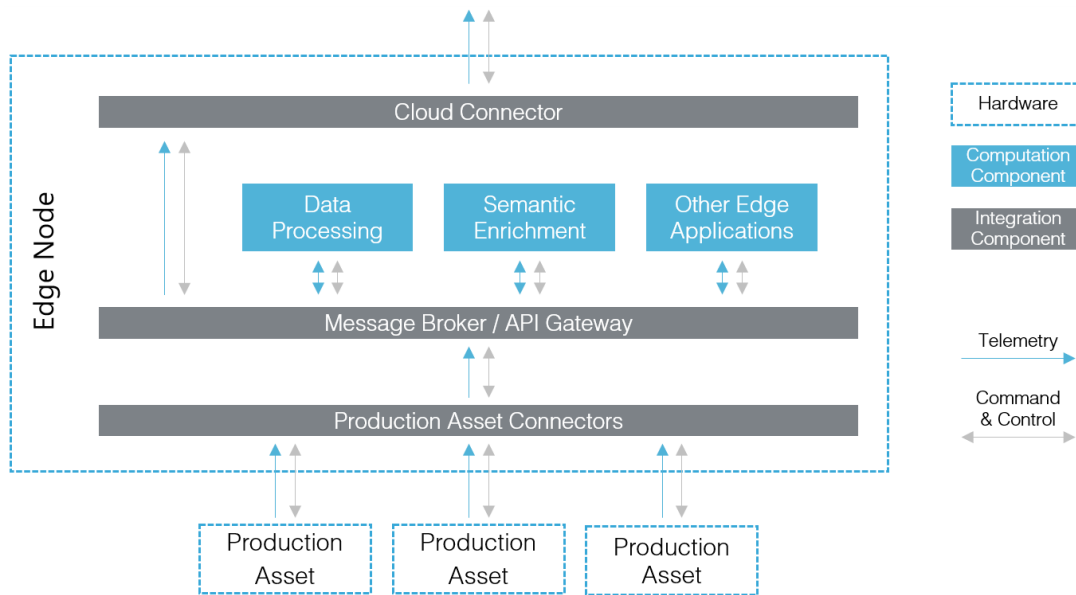 Cloud Connector
Hardware
Computation
Component
Data
Processing
Semantic
Enrichment
Other Edge
Applications
Integration
Component
Edge Node
Message Broker / API Gateway
Telemetry
Command
& Control
Production Asset Connectors
Production
Asset
Production
Asset
Production
Asset